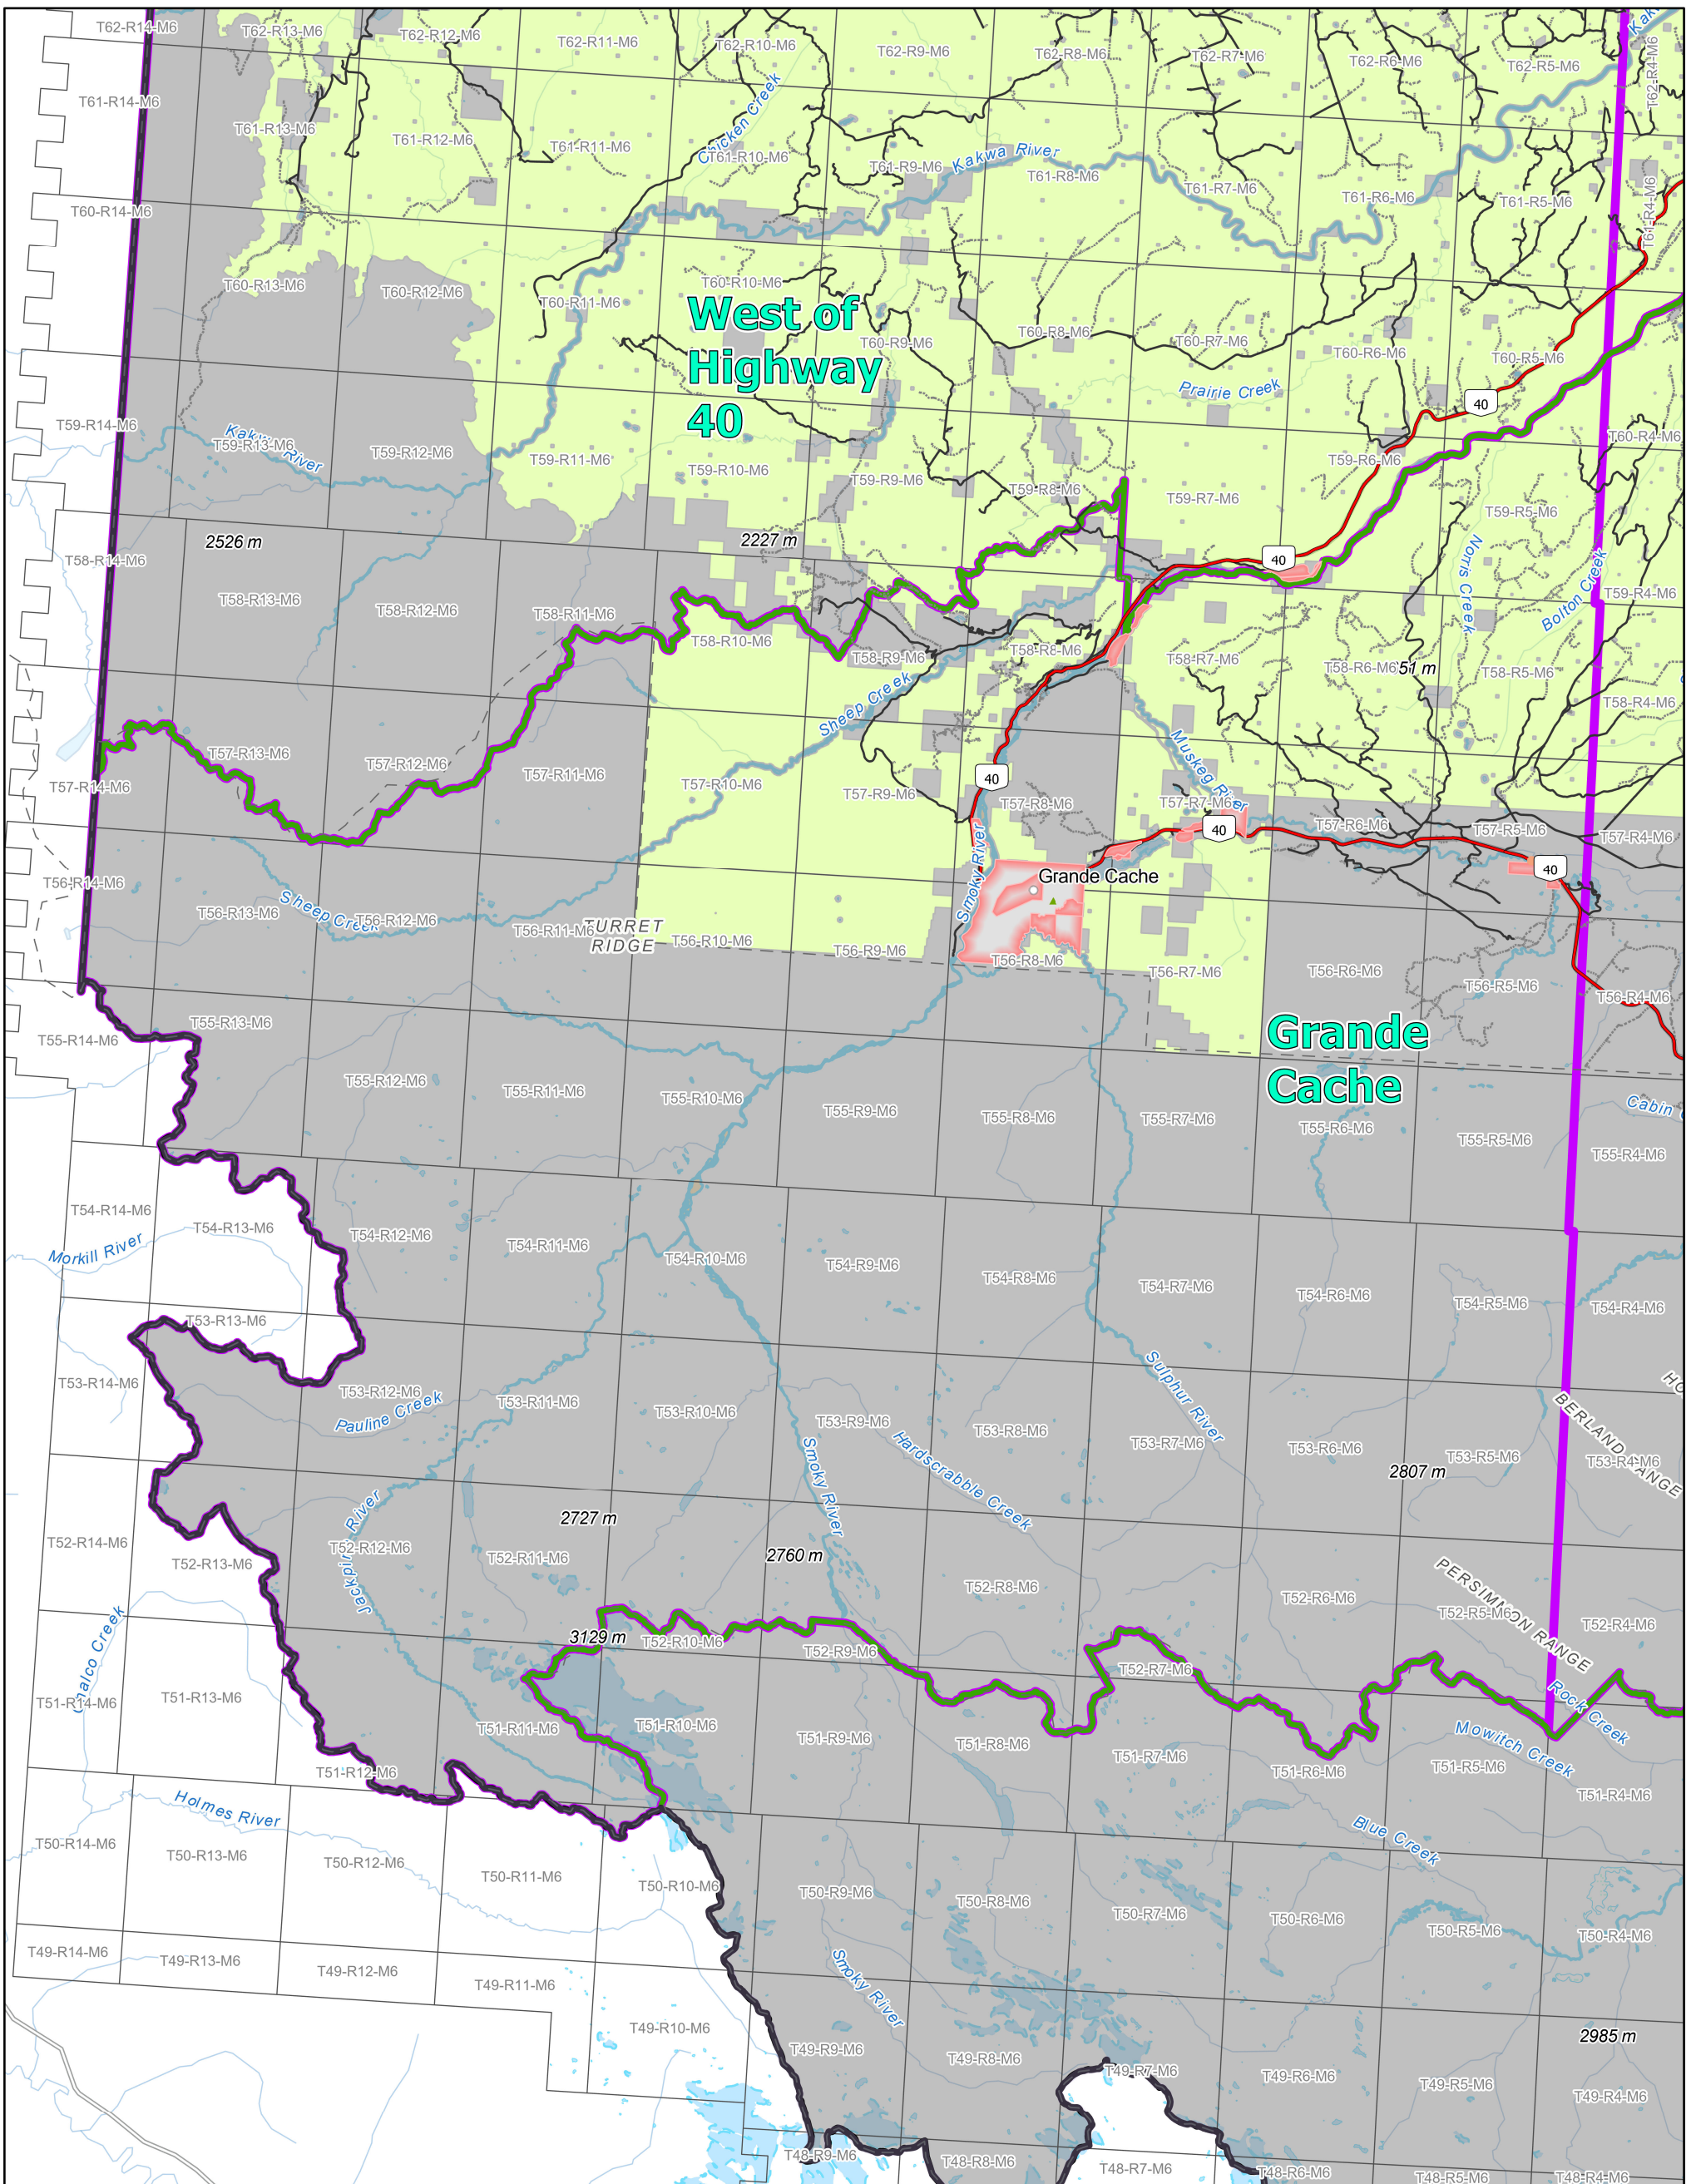 T62-R14-M6
T62-R13-M6
T62-R12-M6
T62-R11-M6
T62-R10-M6
T62-R9-M6
T62-R8-M6
T62-R7-M6
T62-R6-M6
T62-R5-M6
T62-R4-M6
T61-R14-M6
T61-R13-M6
T61-R12-M6
T61-R11-M6
Chicken Creek
T61-R10-M6
T61-R9-M6
Kakwa River
T61-R8-M6
T61-R7-M6
T61-R6-M6
T61-R5-M6
T61-R4-M6
T60-R14-M6
T60-R13-M6
T60-R12-M6
T60-R11-M6
T60-R10-M6
West of
Highway
40
T60-R9-M6
T60-R8-M6
T60-R7-M6
T60-R6-M6
T60-R5-M6
T60-R4-M6
Prairie Creek
40
T59-R14-M6
Kakwa River
T59-R13-M6
T59-R12-M6
T59-R11-M6
T59-R10-M6
T59-R9-M6
T59-R8-M6
T59-R7-M6
T59-R6-M6
T59-R5-M6
T59-R4-M6
2526 m
2227 m
40
Norris Creek
Bolton Creek
T58-R14-M6
T58-R13-M6
T58-R12-M6
T58-R11-M6
T58-R10-M6
T58-R9-M6
T58-R8-M6
T58-R7-M6
T58-R6-M6
51 m
T58-R5-M6
T58-R4-M6
Sheep Creek
Muskeg River
T57-R14-M6
T57-R13-M6
T57-R12-M6
T57-R11-M6
T57-R10-M6
T57-R9-M6
40
T57-R8-M6
T57-R7-M6
40
T57-R6-M6
T57-R5-M6
T57-R4-M6
40
Smoky River
Grande Cache
T56-R14-M6
T56-R13-M6
Sheep Creek
T56-R12-M6
T56-R11-M6
TURRET
RIDGE
T56-R10-M6
T56-R9-M6
T56-R8-M6
T56-R7-M6
T56-R6-M6
T56-R5-M6
T56-R4-M6
Grande
Cache
T55-R14-M6
T55-R13-M6
T55-R12-M6
T55-R11-M6
T55-R10-M6
T55-R9-M6
T55-R8-M6
T55-R7-M6
T55-R6-M6
T55-R5-M6
T55-R4-M6
Cabin
T54-R14-M6
Morkill River
T54-R13-M6
T54-R12-M6
T54-R11-M6
T54-R10-M6
T54-R9-M6
T54-R8-M6
T54-R7-M6
T54-R6-M6
T54-R5-M6
T54-R4-M6
T53-R14-M6
T53-R13-M6
T53-R12-M6
Pauline Creek
T53-R11-M6
T53-R10-M6
T53-R9-M6
Smoky River
Hardscrabble Creek
T53-R8-M6
Sulphur River
T53-R7-M6
T53-R6-M6
2807 m
T53-R5-M6
BERLAND RANGE
T53-R4-M6
T52-R14-M6
T52-R13-M6
Jackpine River
T52-R12-M6
2727 m
T52-R11-M6
2760 m
T52-R10-M6
T52-R9-M6
T52-R8-M6
T52-R7-M6
T52-R6-M6
PERSIMMON RANGE
T52-R5-M6
T52-R4-M6
3129 m
Chalco Creek
T51-R14-M6
T51-R13-M6
T51-R12-M6
T51-R11-M6
T51-R10-M6
T51-R9-M6
T51-R8-M6
T51-R7-M6
T51-R6-M6
Rock Creek
Mowitch Creek
T51-R5-M6
T51-R4-M6
Holmes River
Blue Creek
T50-R14-M6
T50-R13-M6
T50-R12-M6
T50-R11-M6
T50-R10-M6
T50-R9-M6
T50-R8-M6
T50-R7-M6
T50-R6-M6
T50-R5-M6
T50-R4-M6
T49-R14-M6
T49-R13-M6
T49-R12-M6
T49-R11-M6
T49-R10-M6
Smoky River
T49-R9-M6
T49-R8-M6
T49-R7-M6
T49-R6-M6
T49-R5-M6
T49-R4-M6
2985 m
T48-R9-M6
T48-R8-M6
T48-R7-M6
T48-R6-M6
T48-R5-M6
T48-R4-M6